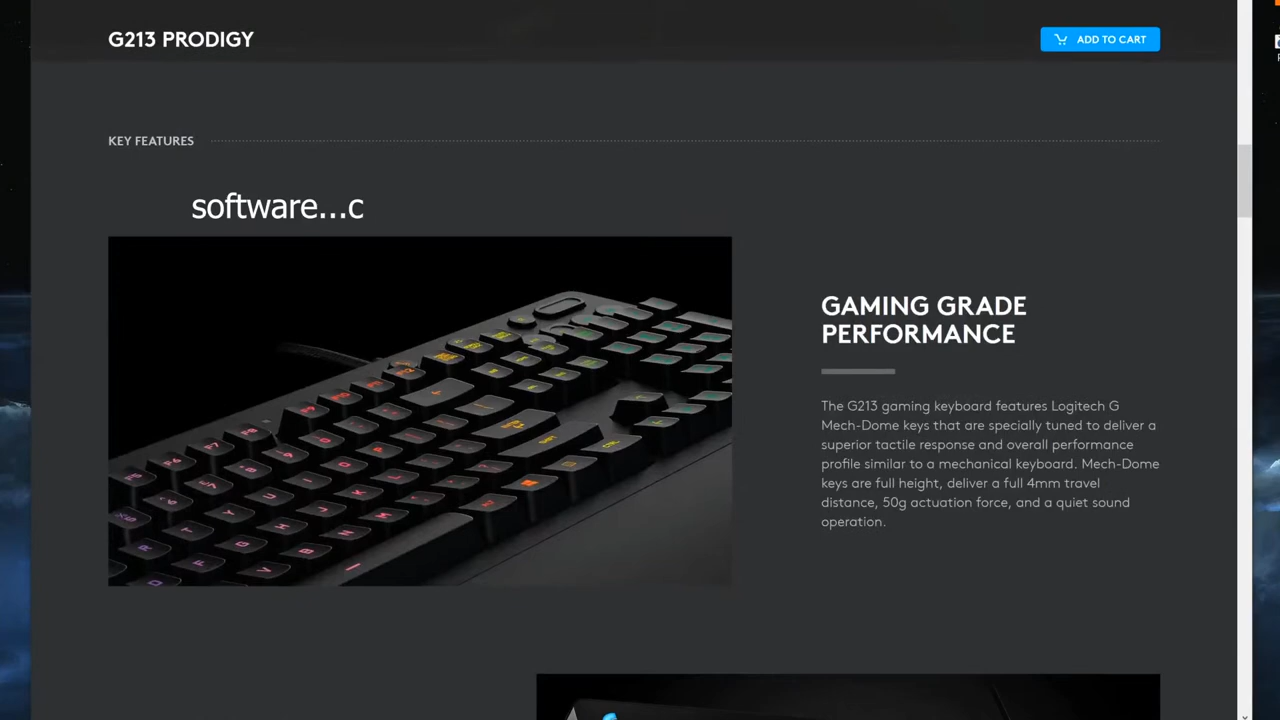 G213 PRODIGY
ADD TO CART
KEY FEATURES
software...c
GAMING GRADE
PERFORMANCE
The G213 gaming keyboard features Logitech G
Mech-Dome keys that are specially tuned to deliver a
superior tactile response and overall performance
profile similar to a mechanical keyboard. Mech-Dome
keys are full height, deliver a full 4mm travel
distance, 50g actuation force, and a quiet sound
operation.